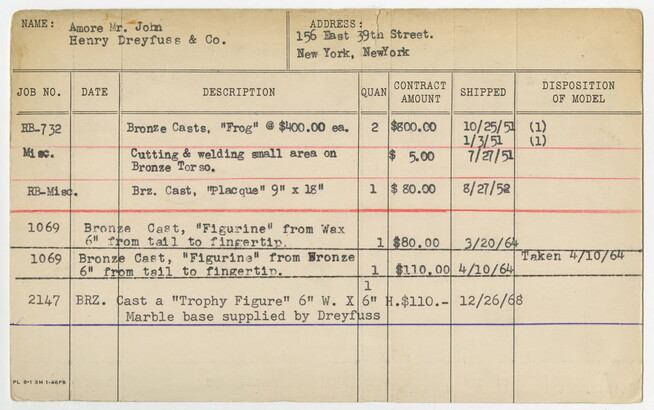 NAME: Amore Mr. John
Henry Dreyfuss & Co.
ADDRESS:
156 East 39th Street.
New York, NewYork
JOB NO. DATE DESCRIPTION QUAN CONTRACT AMOUNT SHIPPED DISPOSITION OF MODEL
RB-732 Bronze Casts, "Frog" @ $400.00 ea. 2 $800.00 10/25/51 (1)
1/3/51 (1)
Misc. Cutting & welding small area on $ 5.00 7/27/51
Bronze Torso.
RB-Misc. Brz. Cast, "Placque" 9" x 18" 1 $ 80.00 8/27/52
1069 Bronz Cast, "Figurine" from Wax
6" from tail to fingertip. 1 $80.00 3/20/64
1069 Bronze Cast, "Figurine" from Bronze Taken 4/10/64
6" from tail to fingertip. 1 $110.00 4/10/64
1
2147 BRZ. Cast a "Trophy Figure" 6" W. X 6" H. $110.- 12/26/68
Marble base supplied by Dreyfuss